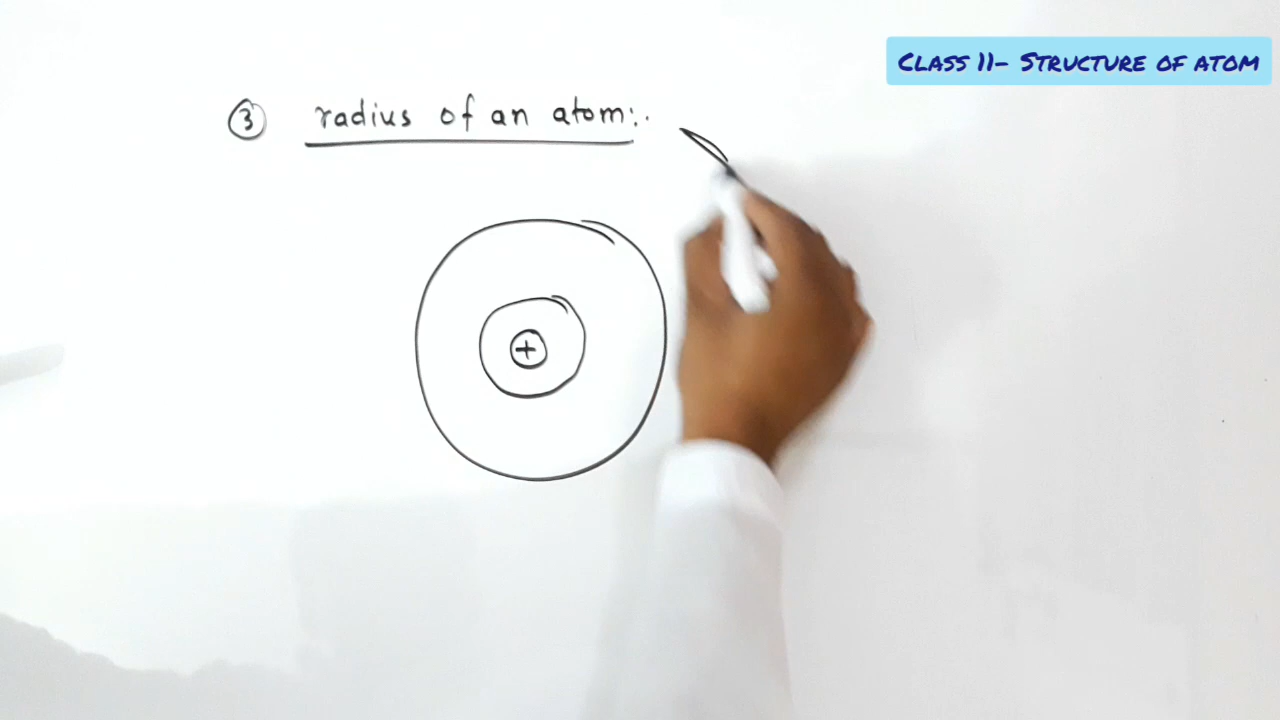 CLASS 11- STRUCTURE OF ATOM
③ radius of an atom:.
+